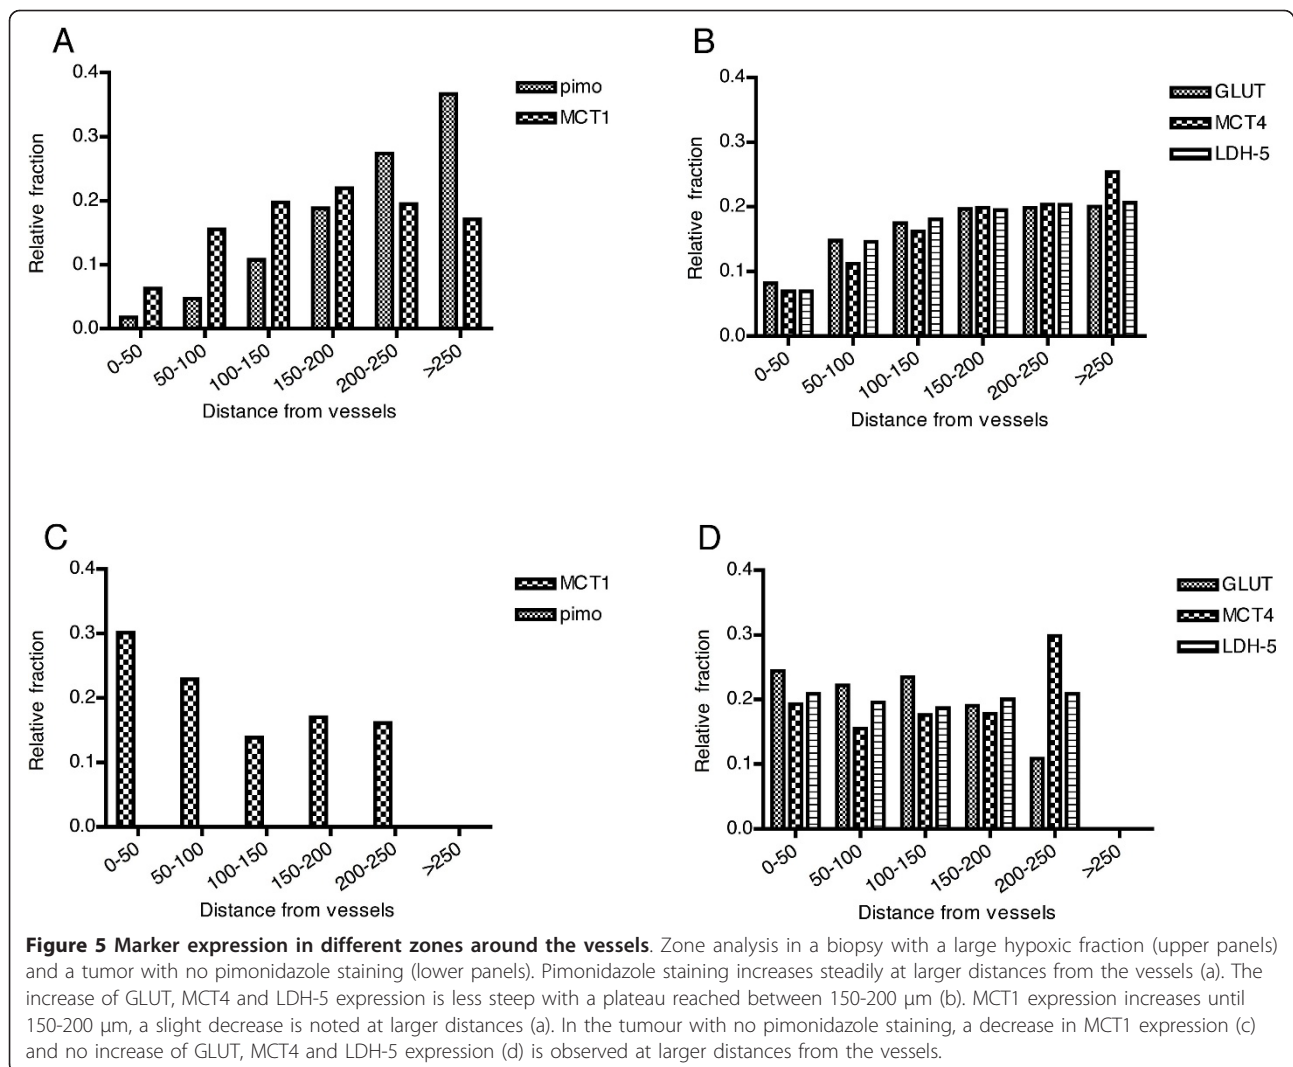 A
0.4
0.3
0.2
0.1
0.0
Relative fraction
0-50
50-100
100-150
150-200
200-250
>250
Distance from vessels
pimo
MCT1
B
0.4
0.3
0.2
0.1
0.0
Relative fraction
0-50
50-100
100-150
150-200
200-250
>250
Distance from vessels
GLUT
MCT4
LDH-5
C
0.4
0.3
0.2
0.1
0.0
Relative fraction
0-50
50-100
100-150
150-200
200-250
>250
Distance from vessels
MCT1
pimo
D
0.4
0.3
0.2
0.1
0.0
Relative fraction
0-50
50-100
100-150
150-200
200-250
>250
Distance from vessels
GLUT
MCT4
LDH-5
Figure 5 Marker expression in different zones around the vessels. Zone analysis in a biopsy with a large hypoxic fraction (upper panels)
and a tumor with no pimonidazole staining (lower panels). Pimonidazole staining increases steadily at larger distances from the vessels (a). The
increase of GLUT, MCT4 and LDH-5 expression is less steep with a plateau reached between 150-200 μm (b). MCT1 expression increases until
150-200 μm, a slight decrease is noted at larger distances (a). In the tumour with no pimonidazole staining, a decrease in MCT1 expression (c)
and no increase of GLUT, MCT4 and LDH-5 expression (d) is observed at larger distances from the vessels.